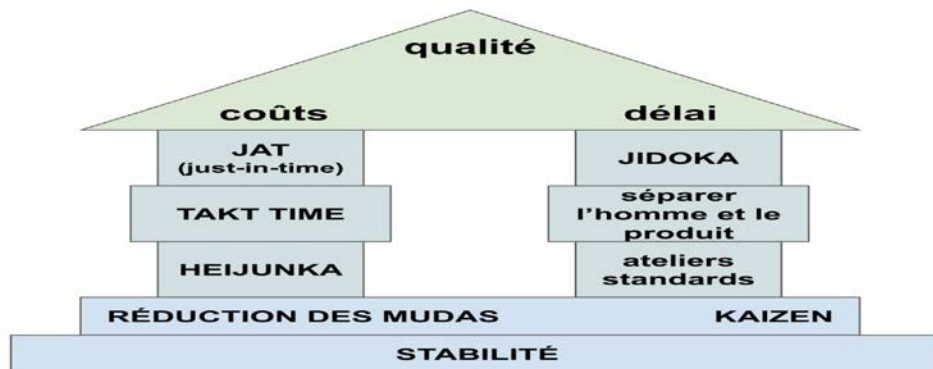 qualité
coûts
délai
JAT
(just-in-time)
JIDOKA
TAKT TIME
séparer
l'homme et le
produit
HEIJUNKA
ateliers
standards
RÉDUCTION DES MUDAS
KAIZEN
STABILITÉ